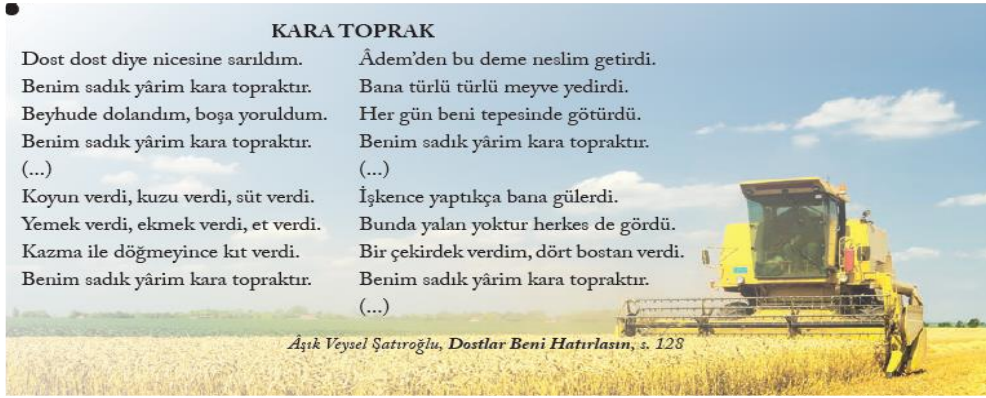 KARA TOPRAK
Dost dost diye nicesine sarıldım.
Benim sadık yârim kara topraktır.
Beyhude dolandım, boşa yoruldum.
Benim sadık yârim kara topraktır.
(...)
Koyun verdi, kuzu verdi, süt verdi.
Yemek verdi, ekmek verdi, et verdi.
Kazma ile döğmeyince kıt verdi.
Benim sadık yârim kara topraktır.
Âdem’den bu deme neslim getirdi.
Bana türlü türlü meyve yedirdi.
Her gün beni tepesinde götürdü.
Benim sadık yârim kara topraktır.
(...)
İşkence yaptıkça bana gülerdi.
Bunda yalan yoktur herkes de gördü.
Bir çekirdek verdim, dört bostan verdi.
Benim sadık yârim kara topraktır.
(...)
Âşık Veysel Şatıroğlu, Dostlar Beni Hatırlasın, s. 128